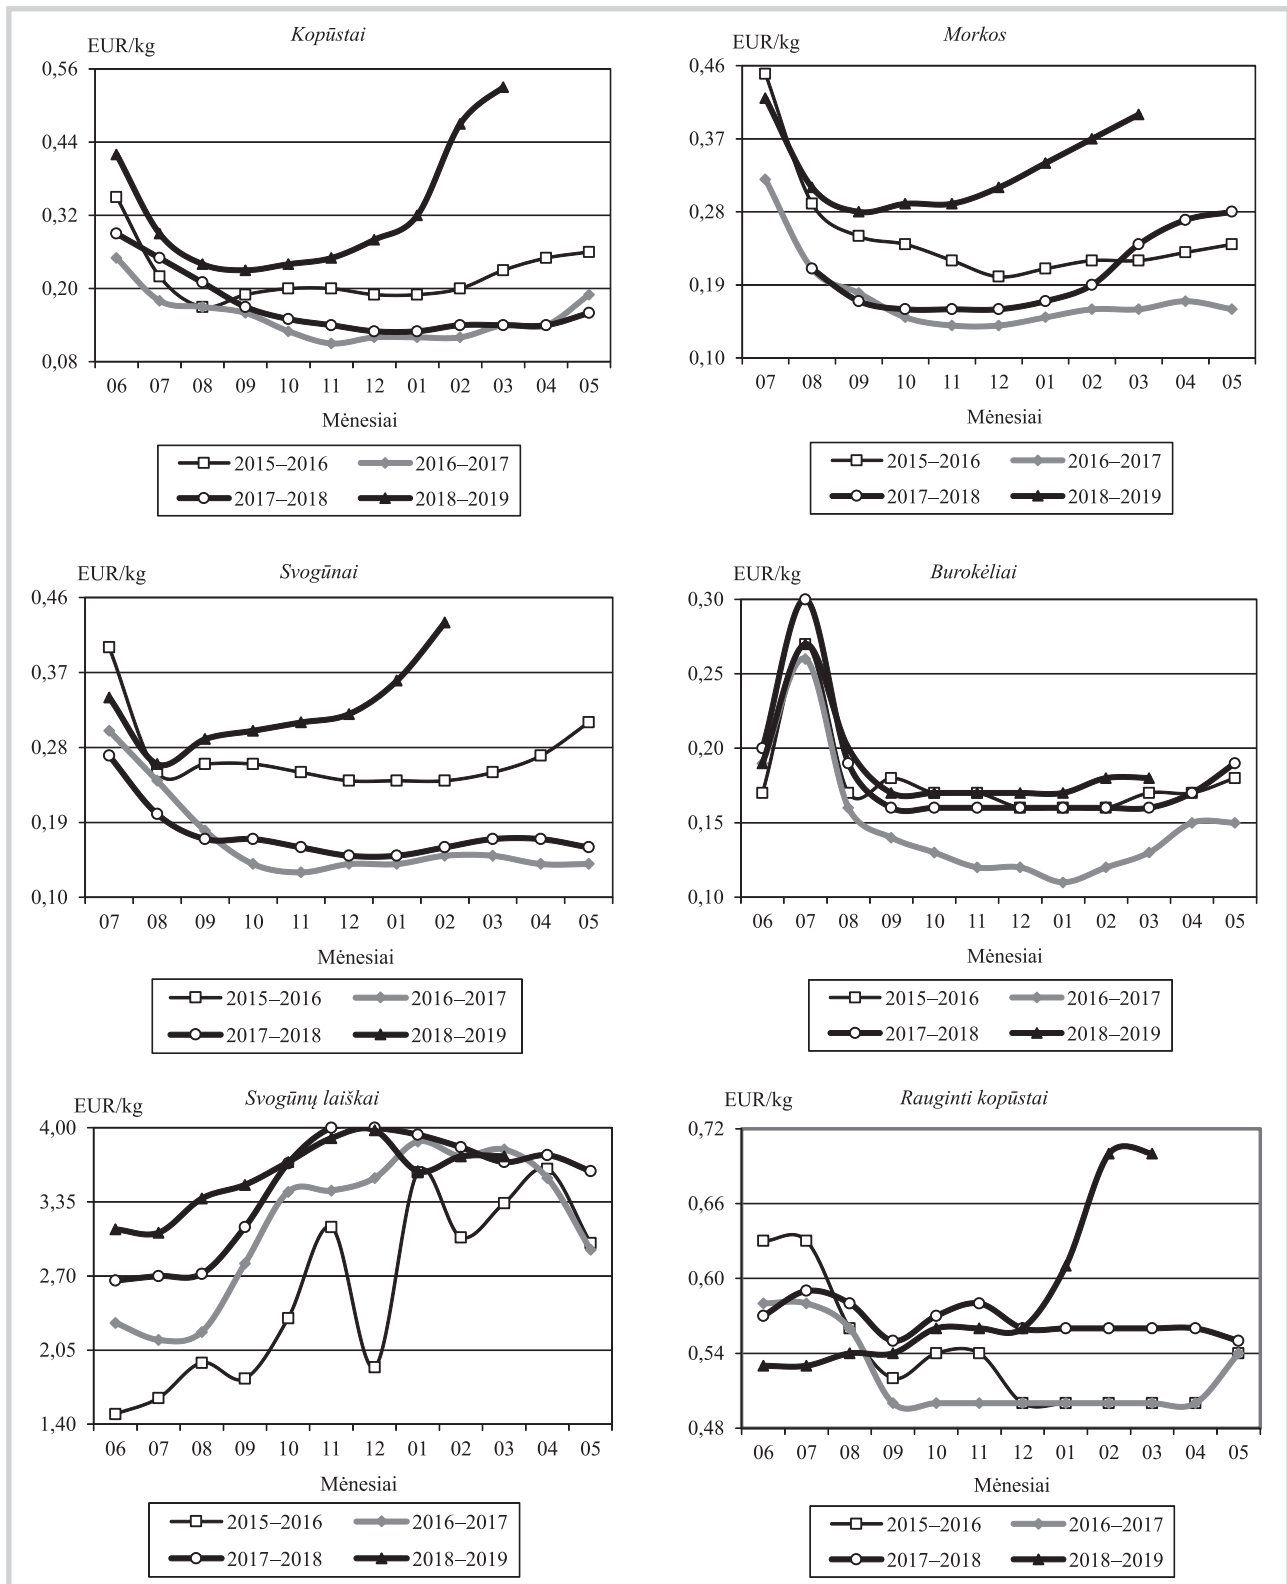 Kopūstai
EUR/kg
0,56
0,44
0,32
0,20
0,08
06 07 08 09 10 11 12 01 02 03 04 05
Mėnesiai
2015–2016 2016–2017
2017–2018 2018–2019
Morkos
EUR/kg
0,46
0,37
0,28
0,19
0,10
07 08 09 10 11 12 01 02 03 04 05
Mėnesiai
2015–2016 2016–2017
2017–2018 2018–2019
Svogūnai
EUR/kg
0,46
0,37
0,28
0,19
0,10
07 08 09 10 11 12 01 02 03 04 05
Mėnesiai
2015–2016 2016–2017
2017–2018 2018–2019
Burokėliai
EUR/kg
0,30
0,25
0,20
0,15
0,10
06 07 08 09 10 11 12 01 02 03 04 05
Mėnesiai
2015–2016 2016–2017
2017–2018 2018–2019
Svogūnų laiškai
EUR/kg
4,00
3,35
2,70
2,05
1,40
06 07 08 09 10 11 12 01 02 03 04 05
Mėnesiai
2015–2016 2016–2017
2017–2018 2018–2019
Rauginti kopūstai
EUR/kg
0,72
0,66
0,60
0,54
0,48
06 07 08 09 10 11 12 01 02 03 04 05
Mėnesiai
2015–2016 2016–2017
2017–2018 2018–2019